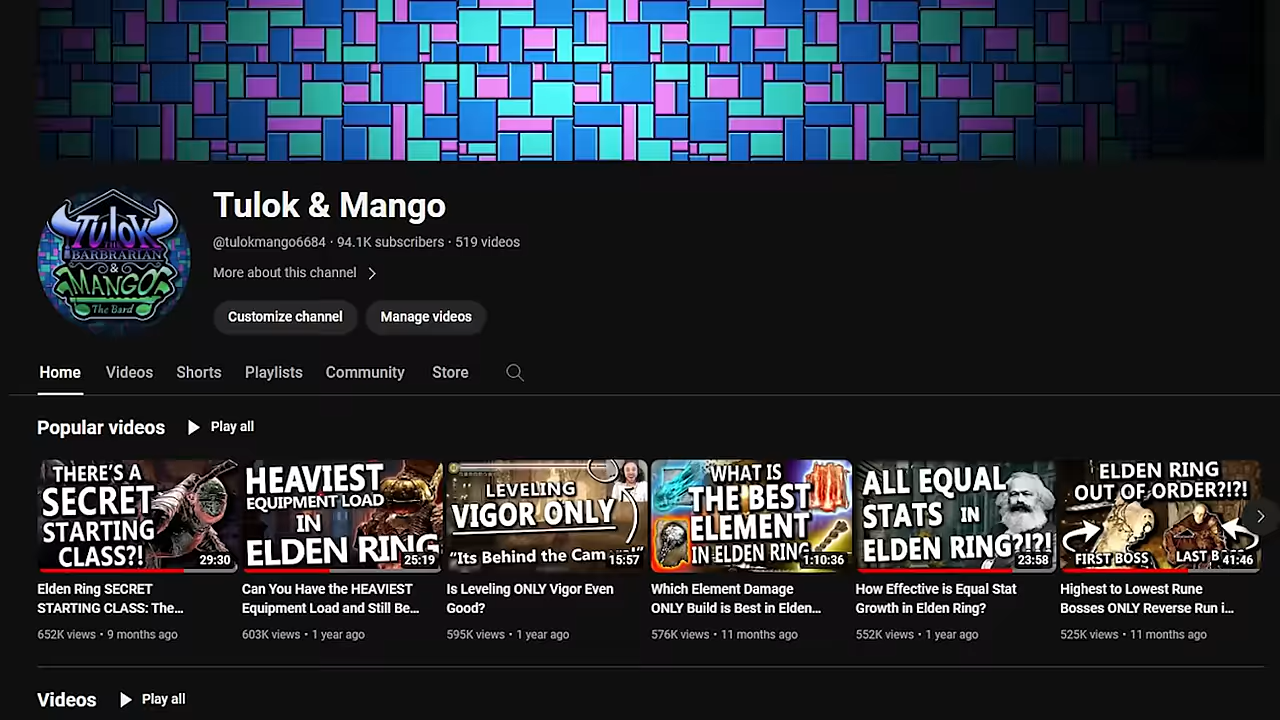 TULOK
THE
BARBRARIAN
&
MANGO
The Bard
Tulok & Mango
@tulokmango6684 · 94.1K subscribers · 519 videos
More about this channel
Customize channel
Manage videos
Home Videos Shorts Playlists Community Store
Popular videos Play all
THERE'S A
SECRET
STARTING
CLASS?!
29:30
HEAVIEST
EQUIPMENT LOAD
IN
ELDEN RING
25:19
LEVELING
VIGOR ONLY
"Its Behind the Cam
15:57
WHAT IS
THE BEST
ELEMENT
IN ELDEN RING
1:10:36
ALL EQUAL
STATS IN
ELDEN RING?!?!
23:58
ELDEN RING
OUT OF ORDER?!?!
FIRST BOSS
LAST B
41:46
Elden Ring SECRET
STARTING CLASS: The...
652K views • 9 months ago
Can You Have the HEAVIEST
Equipment Load and Still Be...
603K views • 1 year ago
Is Leveling ONLY Vigor Even
Good?
595K views • 1 year ago
Which Element Damage
ONLY Build is Best in Elden...
576K views • 11 months ago
How Effective is Equal Stat
Growth in Elden Ring?
552K views • 1 year ago
Highest to Lowest Rune
Bosses ONLY Reverse Run i...
525K views • 11 months ago
Videos Play all